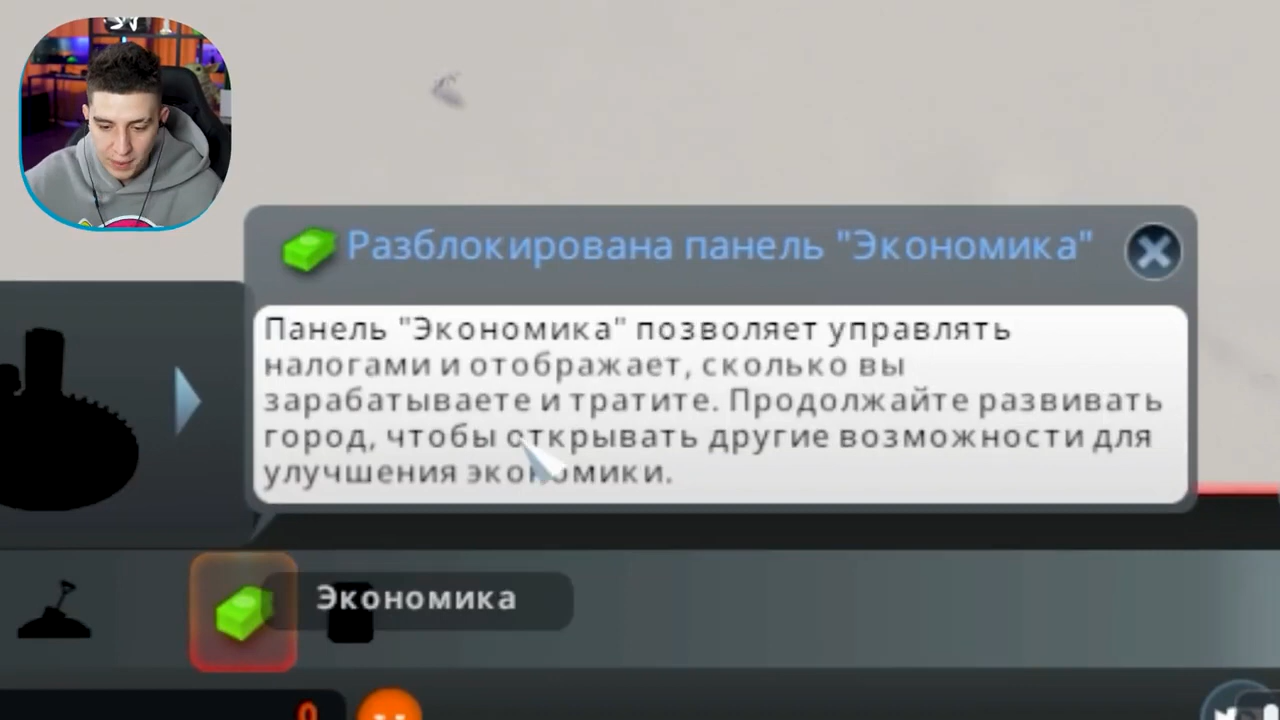 Разблокирована панель "Экономика"
Панель "Экономика" позволяет управлять
налогами и отображает, сколько вы
зарабатываете и тратите. Продолжайте развивать
город, чтобы открывать другие возможности для
улучшения экономики.
Экономика
0